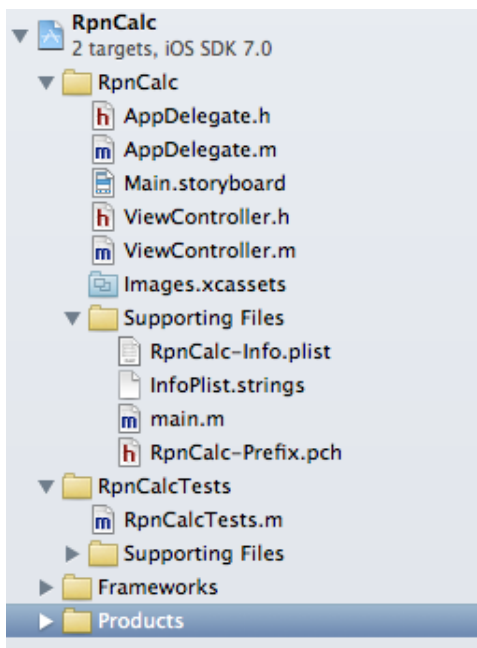 RpnCalc
2 targets, iOS SDK 7.0
RpnCalc
h AppDelegate.h
m AppDelegate.m
Main.storyboard
h ViewController.h
m ViewController.m
Images.xcassets
Supporting Files
RpnCalc-Info.plist
InfoPlist.strings
m main.m
h RpnCalc-Prefix.pch
RpnCalcTests
m RpnCalcTests.m
Supporting Files
Frameworks
Products